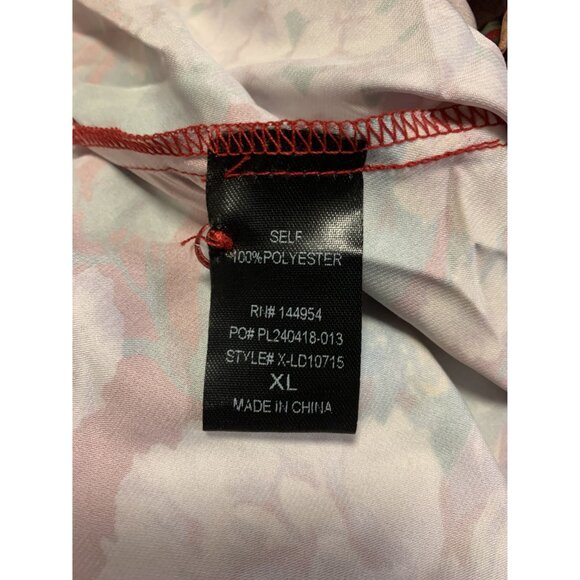 SELF
100%POLYESTER
RN# 144954
PO# PL240418-013
STYLE# X-LD10715
XL
MADE IN CHINA